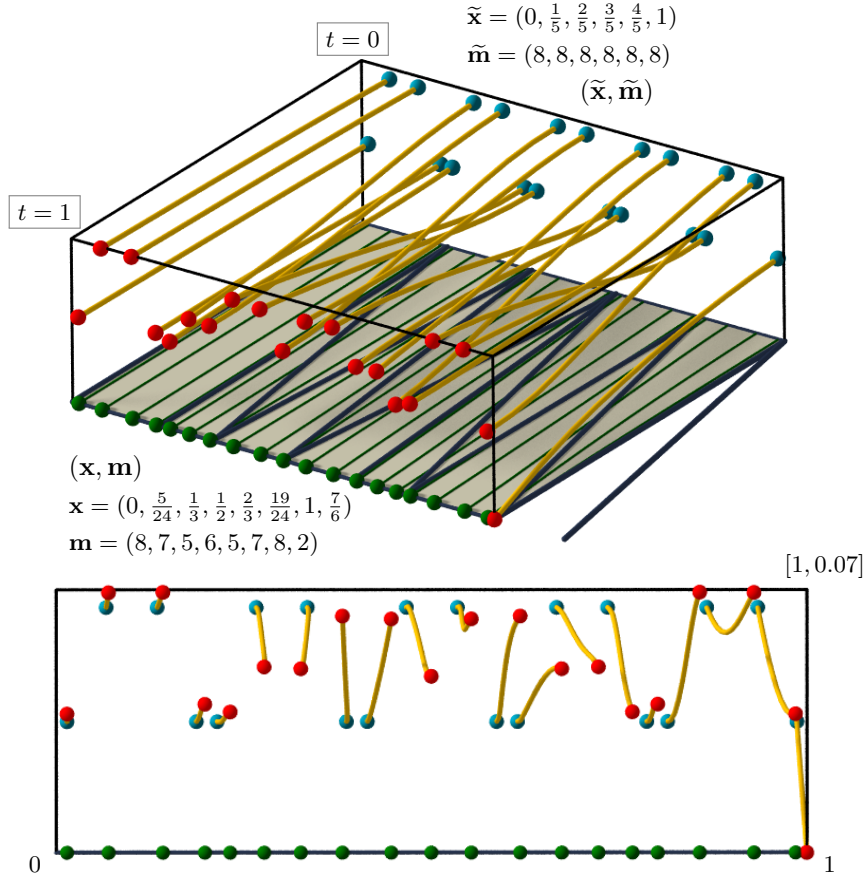 x̃ = (0, 1/5, 2/5, 3/5, 4/5, 1)
t = 0
m̃ = (8,8,8,8,8,8)
(x̃, m̃)
t = 1
(x, m)
x = (0, 5/24, 1/3, 1/2, 2/3, 19/24, 1, 7/6)
m = (8,7,5,6,5,7,8,2)
[1, 0.07]
0
1